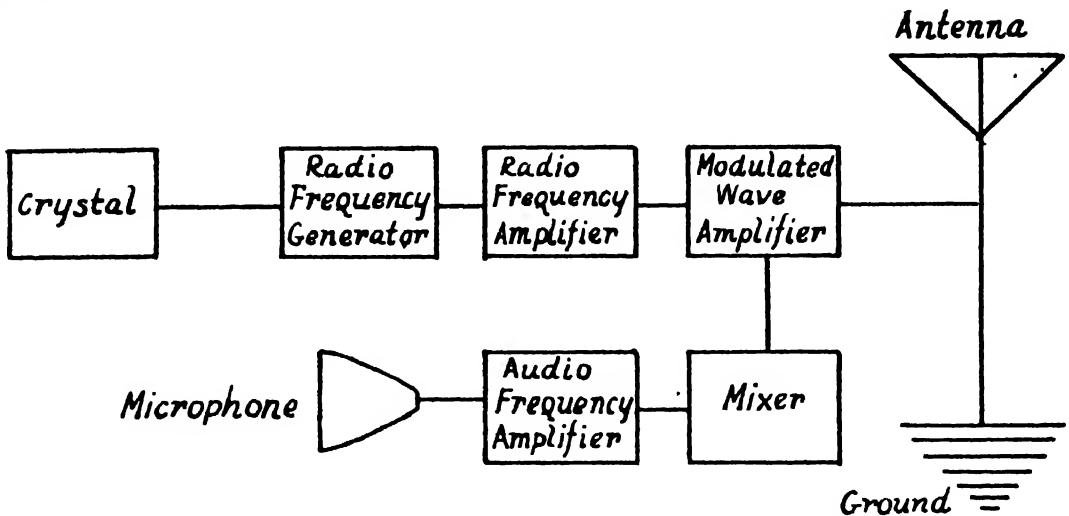 Antenna
Crystal
Radio
Frequency
Generator
Radio
Frequency
Amplifier
Modulated
Wave
Amplifier
Microphone
Audio
Frequency
Amplifier
Mixer
Ground